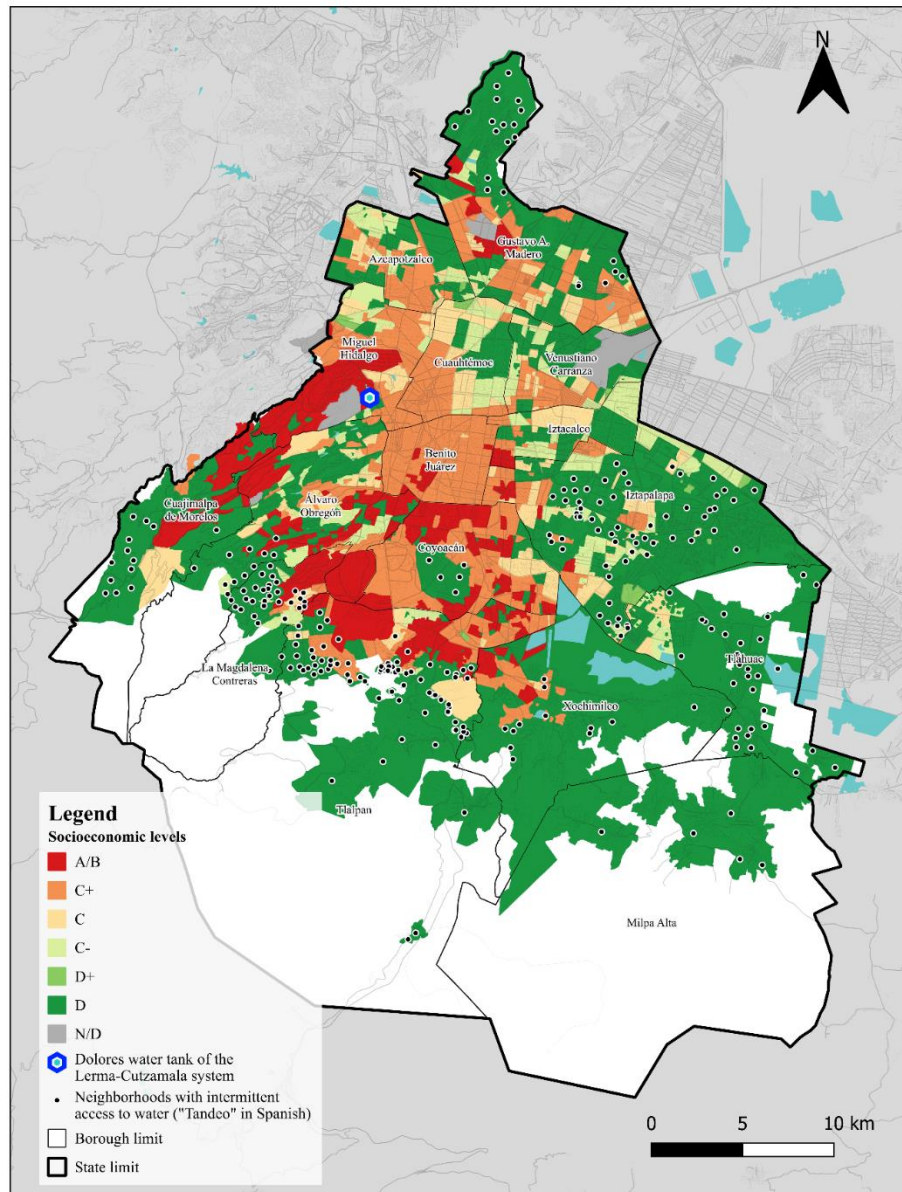 N
Gustavo A.
Madero
Azcapotzalco
Miguel
Hidalgo
Cuauhtémoc
Venustiano
Carranza
Iztacalco
Benito
Juárez
Iztapalapa
Cuajimalpa
de Morelos
Álvaro
Obregón
Coyoacán
La Magdalena
Contreras
Tláhuac
Xochimilco
Tlalpan
Milpa Alta
Legend
Socioeconomic levels
A/B
C+
C
C-
D+
D
N/D
Dolores water tank of the
Lerma-Cutzamala system
Neighborhoods with intermittent
access to water ("Tandeo" in Spanish)
Borough limit
State limit
0 5 10 km